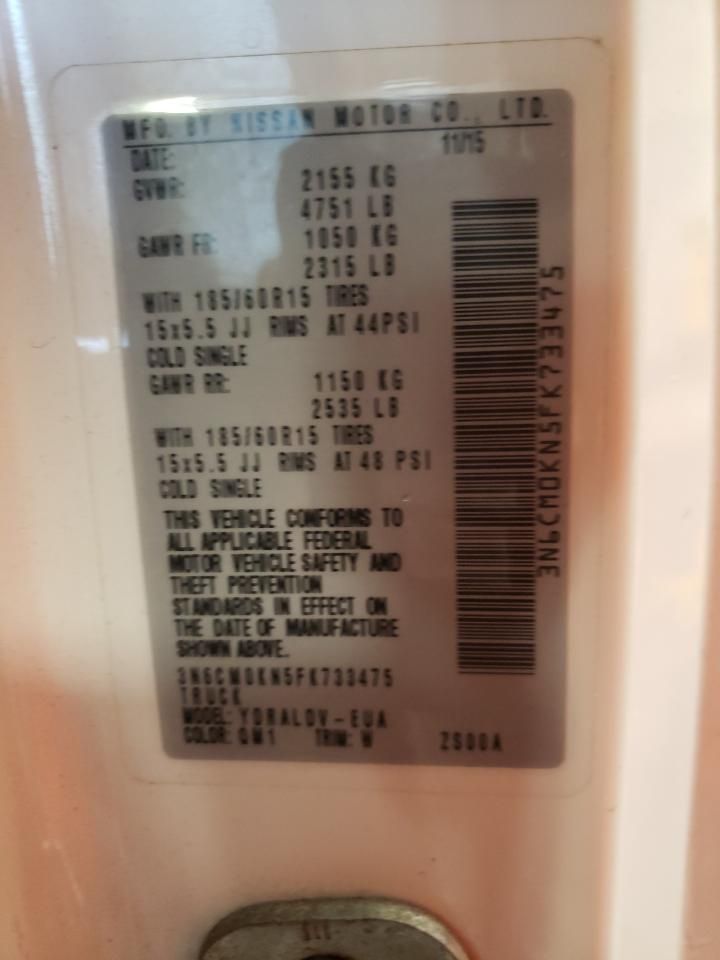 MFD. BY NISSAN MOTOR CO., LTD.
DATE: 11/15
GVWR: 2155 KG
4751 LB
GAWR FR: 1050 KG
2315 LB
WITH 185/60R15 TIRES
15x5.5 JJ RIMS AT 44PSI
COLD SINGLE
GAWR RR: 1150 KG
2535 LB
WITH 185/60R15 TIRES
15x5.5 JJ RIMS AT 48 PSI
COLD SINGLE
THIS VEHICLE CONFORMS TO
ALL APPLICABLE FEDERAL
MOTOR VEHICLE SAFETY AND
THEFT PREVENTION
STANDARDS IN EFFECT ON
THE DATE OF MANUFACTURE
SHOWN ABOVE.
3N6CM0KN5FK733475
TRUCK
MODEL: YDRALOV-EUA
COLOR: QM1 TRIM: W ZS00A
3N6CM0KN5FK733475